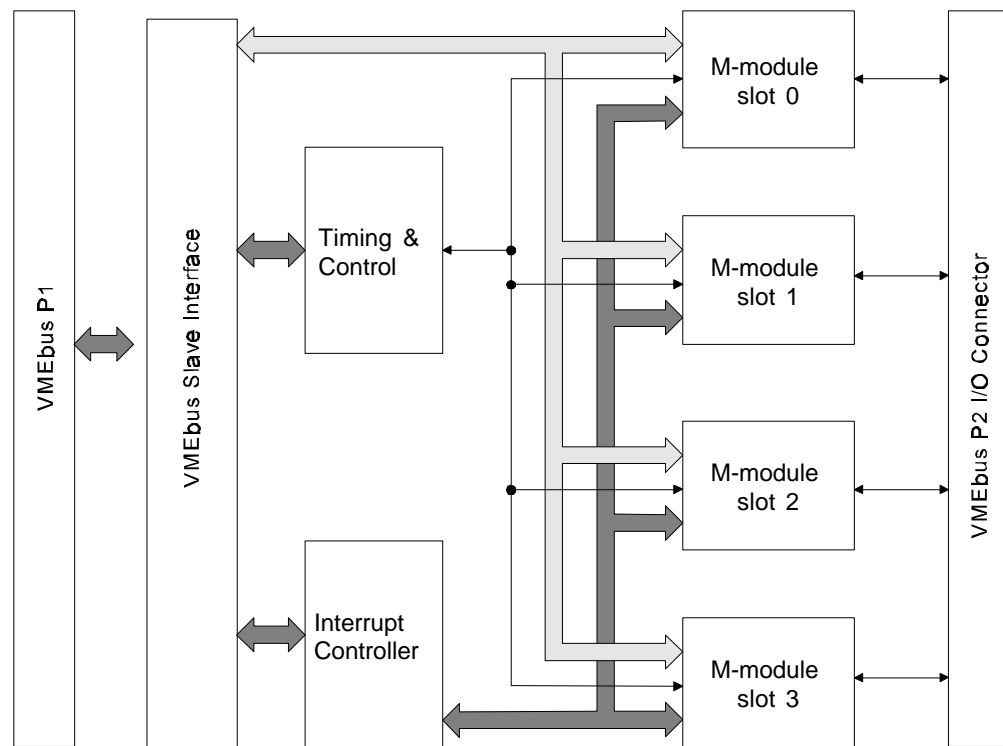 VMEbus P1
VMEbus Slave Interface
Timing &
Control
Interrupt
Controller
M-module
slot 0
M-module
slot 1
M-module
slot 2
M-module
slot 3
VMEbus P2 I/O Connector